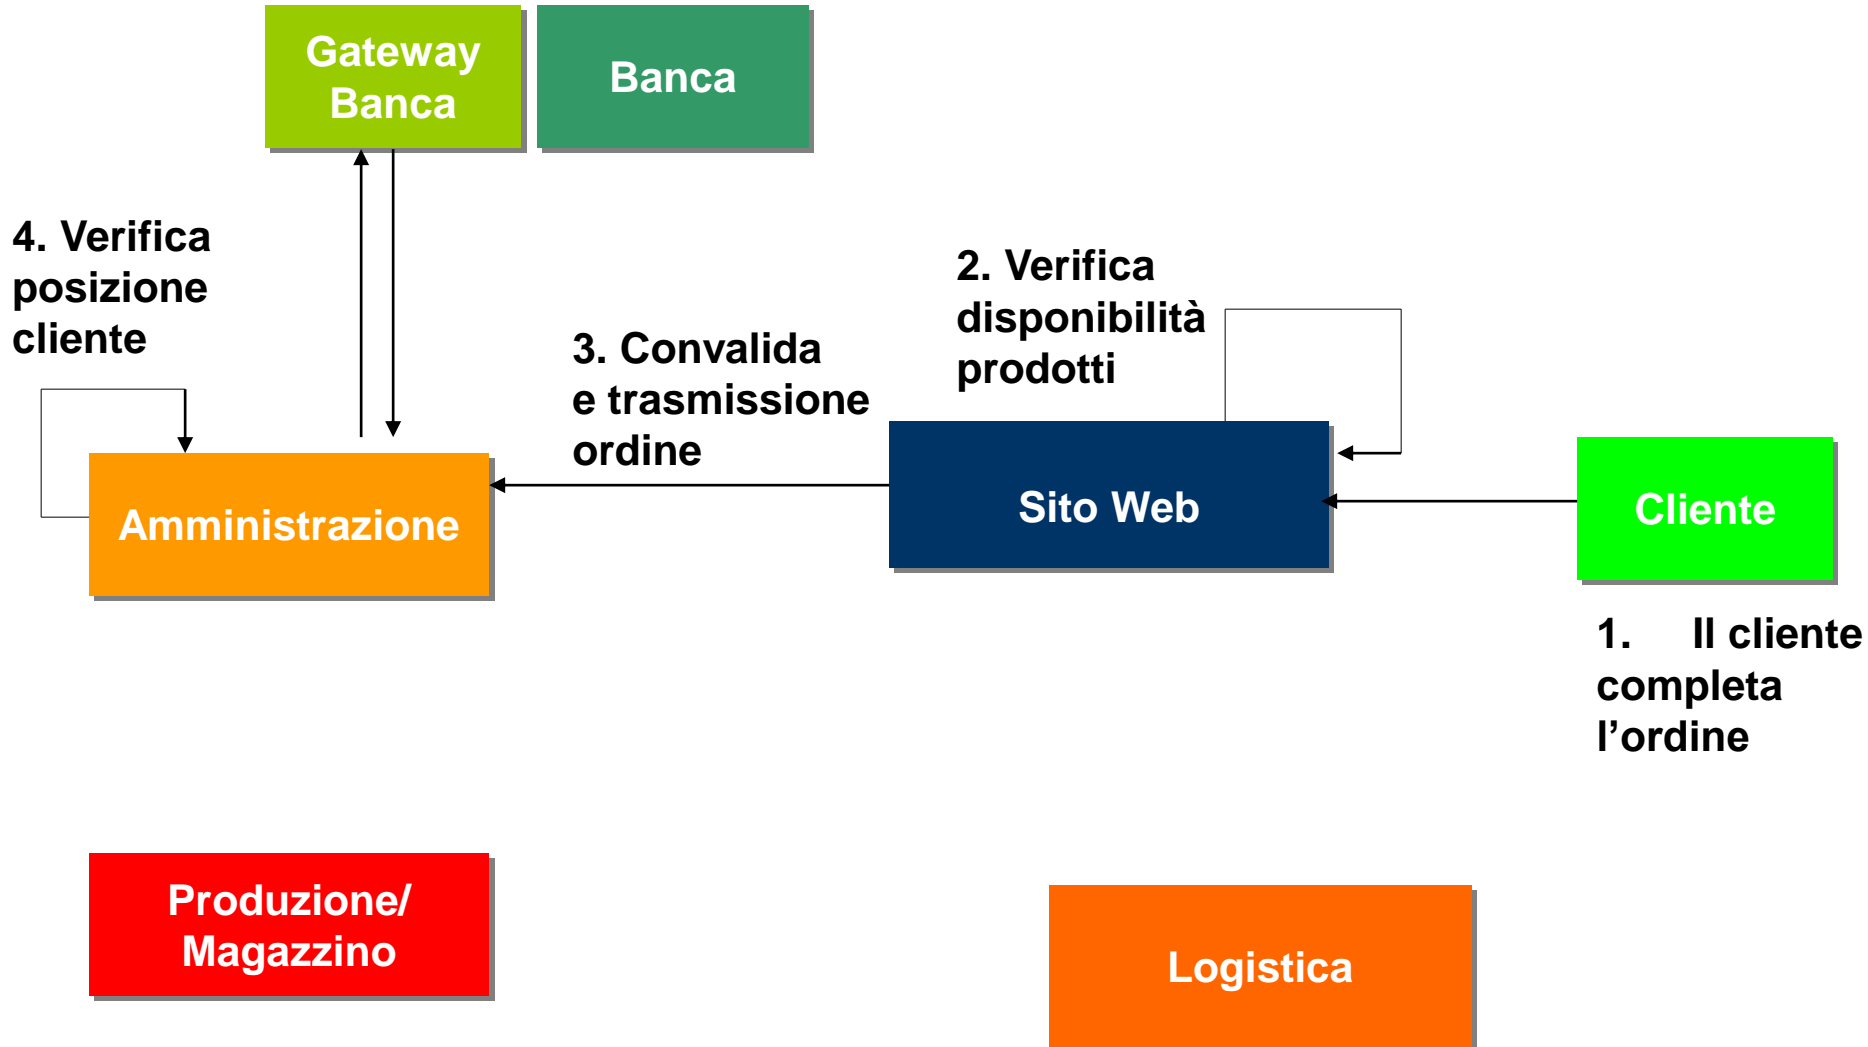 Gateway
Banca
Banca
4. Verifica
posizione
cliente
2. Verifica
disponibilità
prodotti
3. Convalida
e trasmissione
ordine
Amministrazione
Sito Web
Cliente
1. Il cliente
completa
l’ordine
Produzione/
Magazzino
Logistica